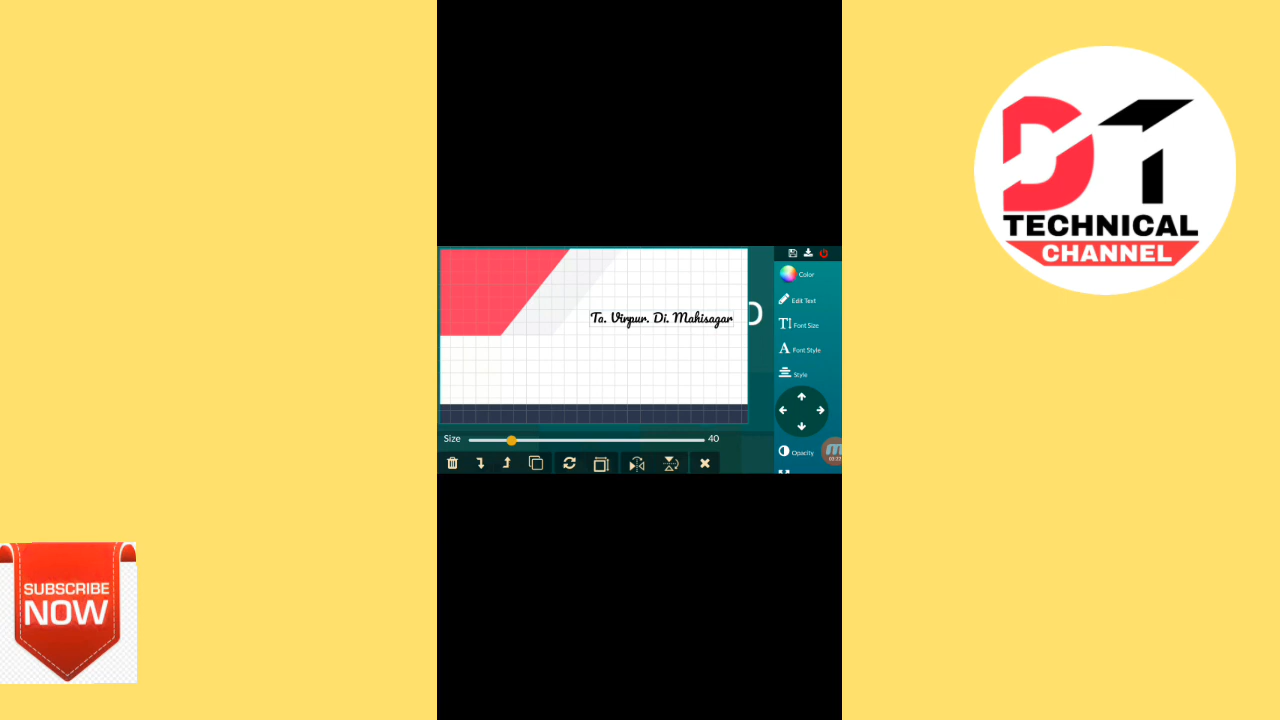 TECHNICAL
CHANNEL
Color
Edit Text
Ta. Virpur. Di. Mahisagar
T! Font Size
A Font Style
Style
Size
40
Opacity
SUBSCRIBE
NOW